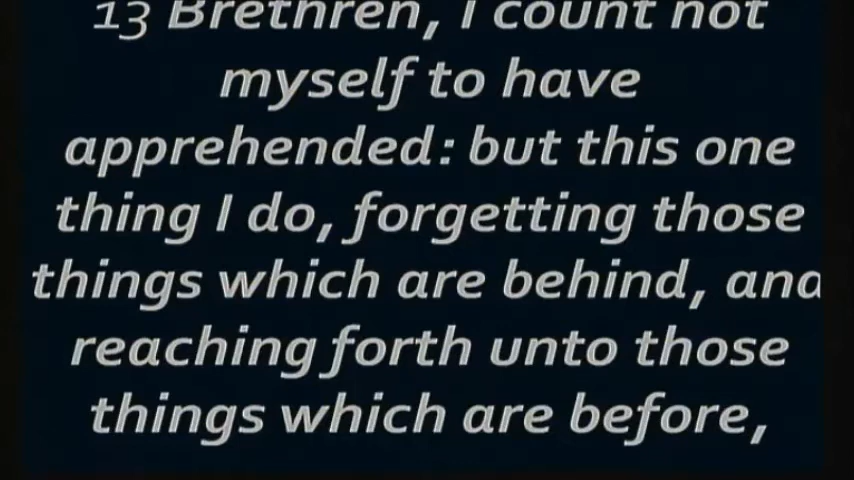 13 Brethren, I count not
myself to have
apprehended: but this one
thing I do, forgetting those
things which are behind, and
reaching forth unto those
things which are before,